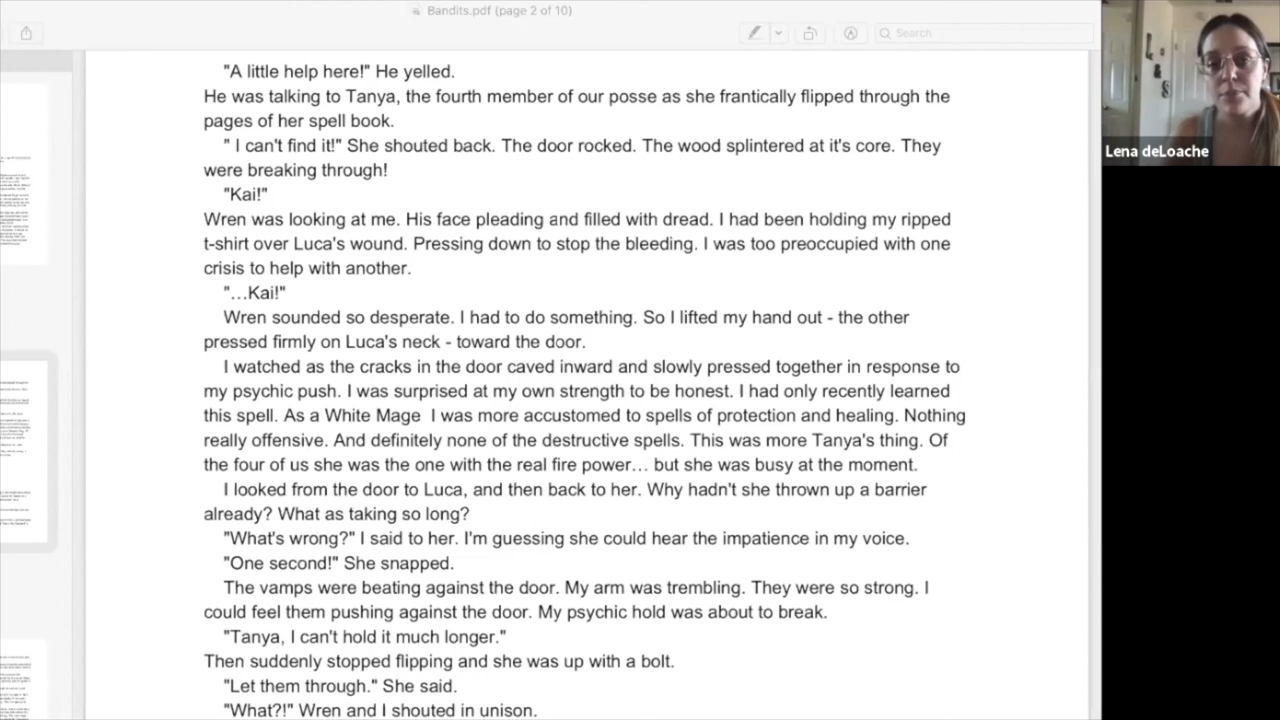 Bandits.pdf (page 2 of 10)
Search
"A little help here!" He yelled.
He was talking to Tanya, the fourth member of our posse as she frantically flipped through the
pages of her spell book.
" I can't find it!" She shouted back. The door rocked. The wood splintered at it's core. They
were breaking through!
"Kai!"
Wren was looking at me. His face pleading and filled with dread. I had been holding my ripped
t-shirt over Luca's wound. Pressing down to stop the bleeding. I was too preoccupied with one
crisis to help with another.
"…Kai!"
Wren sounded so desperate. I had to do something. So I lifted my hand out - the other
pressed firmly on Luca's neck - toward the door.
I watched as the cracks in the door caved inward and slowly pressed together in response to
my psychic push. I was surprised at my own strength to be honest. I had only recently learned
this spell. As a White Mage  I was more accustomed to spells of protection and healing. Nothing
really offensive. And definitely none of the destructive spells. This was more Tanya's thing. Of
the four of us she was the one with the real fire power… but she was busy at the moment.
I looked from the door to Luca, and then back to her. Why hadn't she thrown up a barrier
already? What as taking so long?
"What's wrong?" I said to her. I'm guessing she could hear the impatience in my voice.
"One second!" She snapped.
The vamps were beating against the door. My arm was trembling. They were so strong. I
could feel them pushing against the door. My psychic hold was about to break.
"Tanya, I can't hold it much longer."
Then suddenly stopped flipping and she was up with a bolt.
"Let them through." She said
"What?!" Wren and I shouted in unison.
Lena deLoache